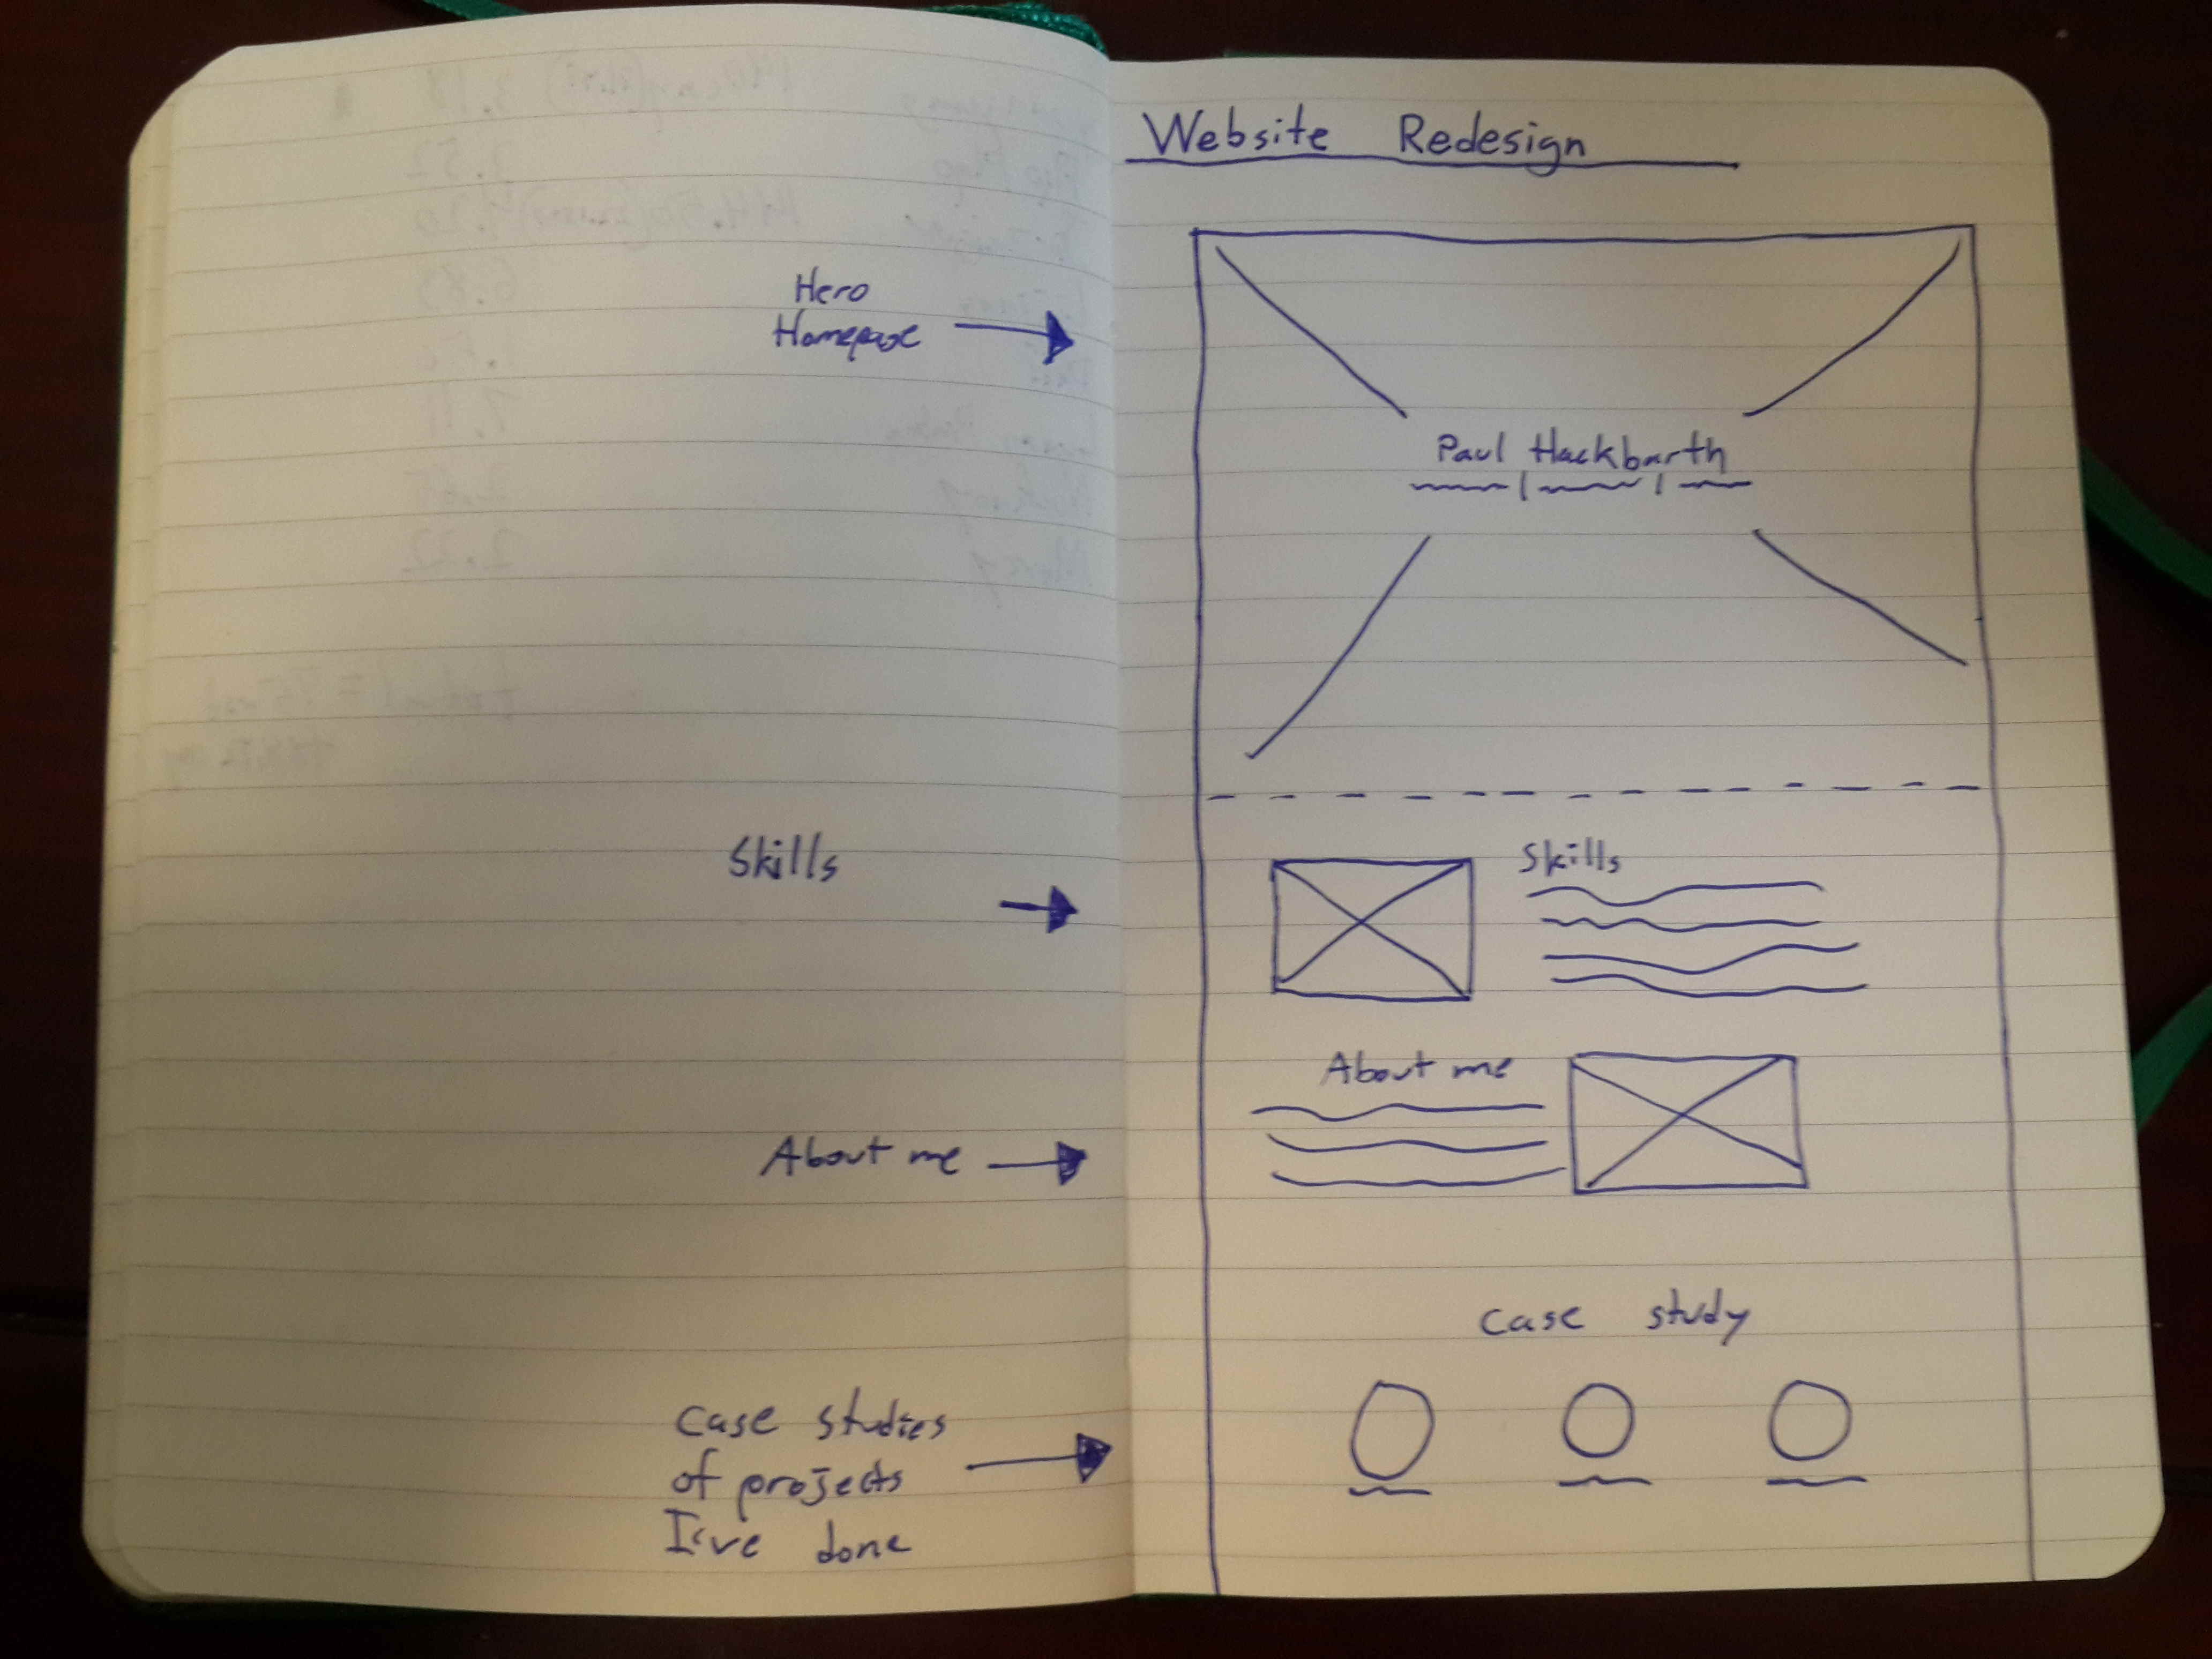 Website Redesign
Hero
Homepage
Paul Hackbarth
Skills
Skills
About me
About me
case study
case studies
of projects
I've done